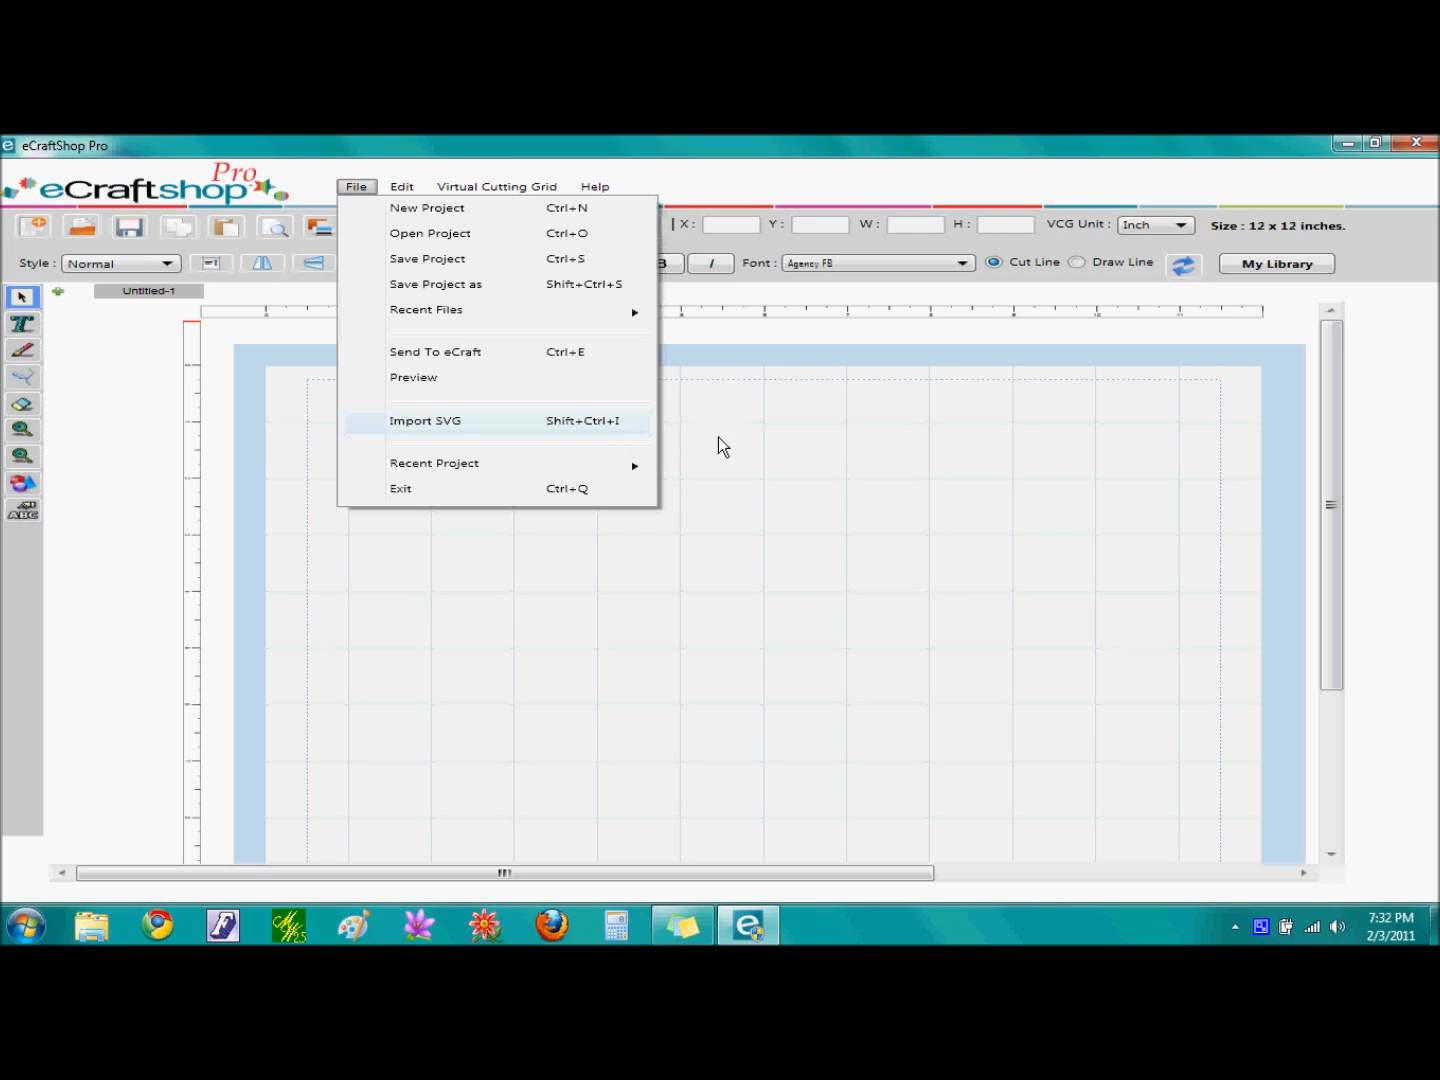 eCraftShop Pro
eCraftshop Pro
File Edit Virtual Cutting Grid Help
X : Y : W : H : VCG Unit : Inch Size : 12 x 12 inches.
Style : Normal B I Font : Agency FB Cut Line Draw Line My Library
New Project Ctrl+N
Open Project Ctrl+O
Save Project Ctrl+S
Save Project as Shift+Ctrl+S
Recent Files
Send To eCraft Ctrl+E
Preview
Import SVG Shift+Ctrl+I
Recent Project
Exit Ctrl+Q
Untitled-1
ABC
7:32 PM
2/3/2011